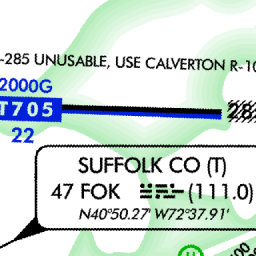 -285 UNUSABLE, USE CALVERTON R-10
2000G
T705
22
SUFFOLK CO (T)
47 FOK (111.0)
N40°50.27' W72°37.91'
00